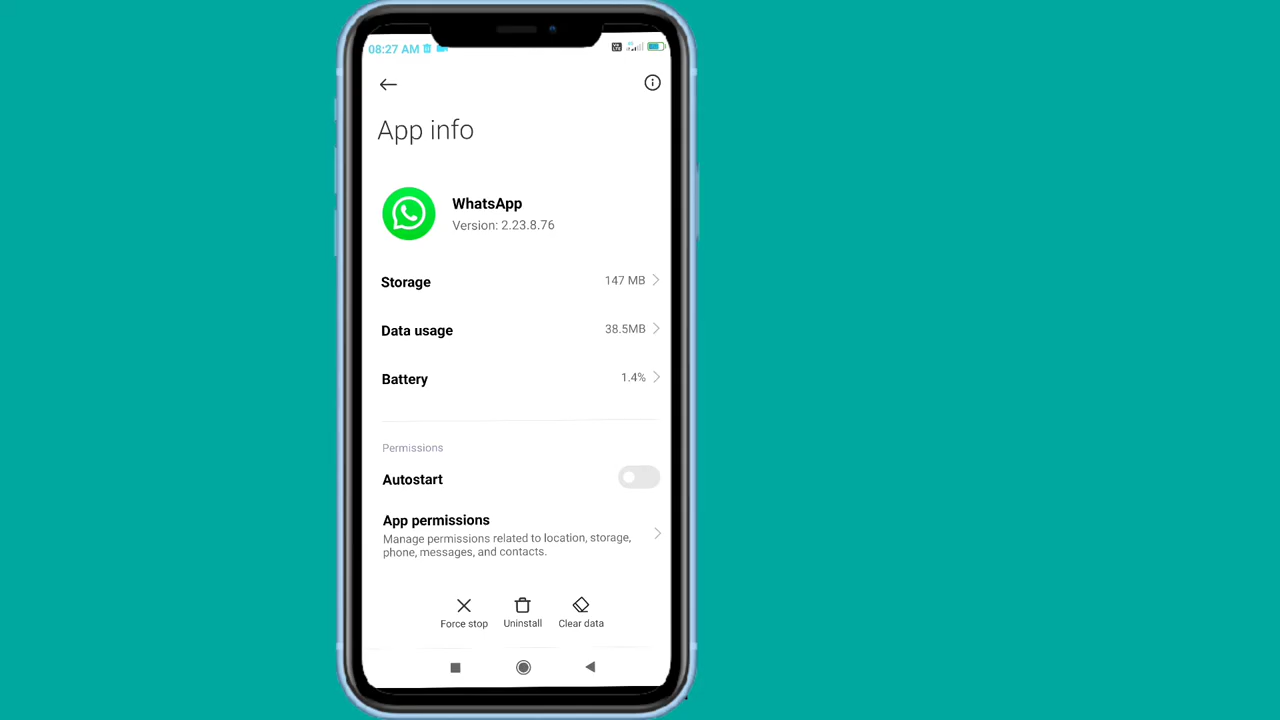 08:27 AM
App info
WhatsApp
Version: 2.23.8.76
Storage 147 MB
Data usage 38.5MB
Battery 1.4%
Permissions
Autostart
App permissions
Manage permissions related to location, storage,
phone, messages, and contacts.
Force stop Uninstall Clear data